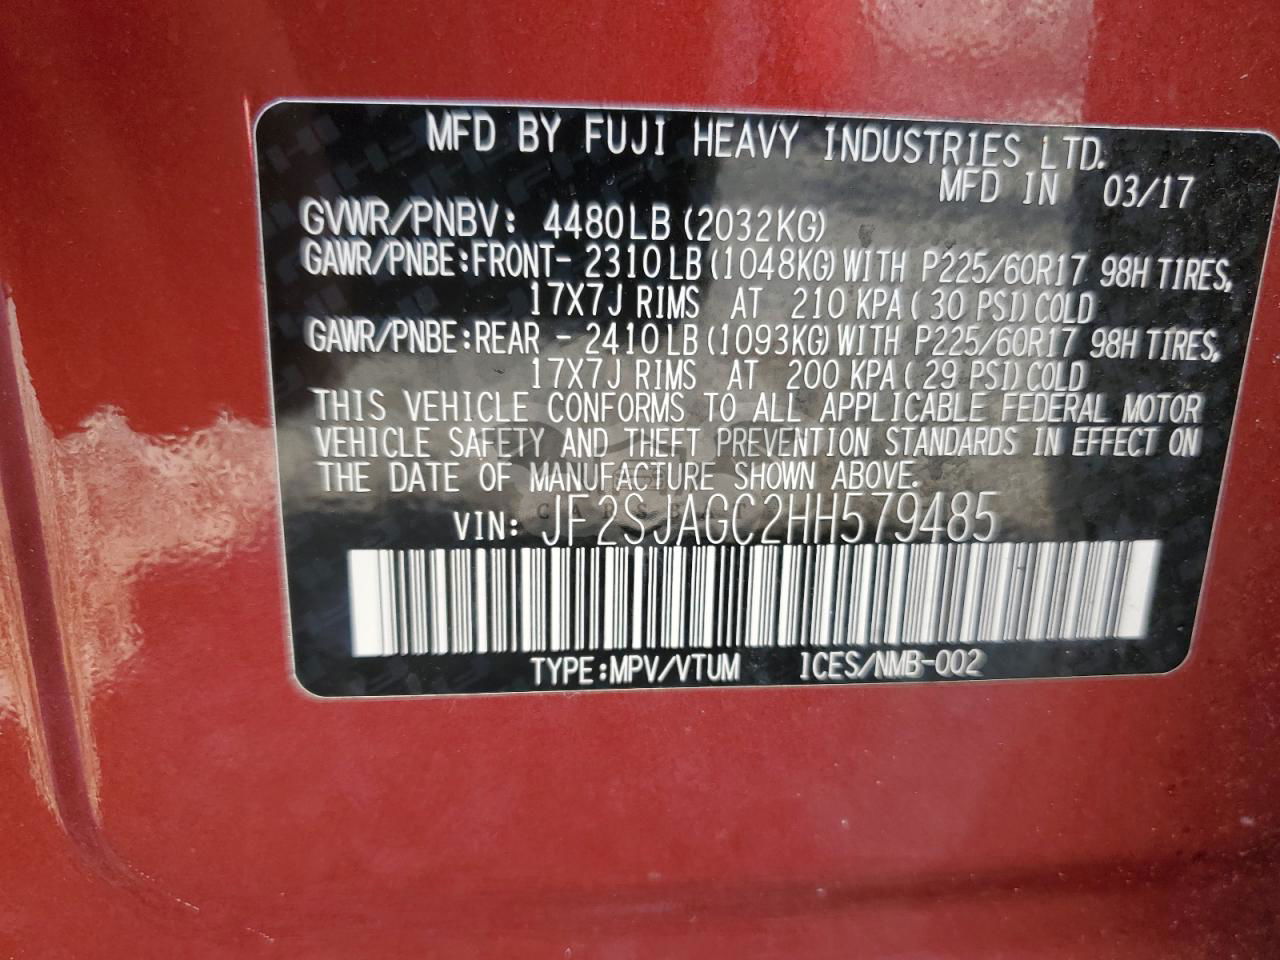 MFD BY FUJI HEAVY INDUSTRIES LTD.
MFD IN 03/17
GVWR/PNBV: 4480LB (2032KG)
GAWR/PNBE:FRONT- 2310LB(1048KG)WITH P225/60R17 98H TIRES,
17X7J RIMS AT 210 KPA(30 PSI)COLD
GAWR/PNBE:REAR - 2410LB(1093KG)WITH P225/60R17 98H TIRES,
17X7J RIMS AT 200 KPA(29 PSI)COLD
THIS VEHICLE CONFORMS TO ALL APPLICABLE FEDERAL MOTOR
VEHICLE SAFETY AND THEFT PREVENTION STANDARDS IN EFFECT ON
THE DATE OF MANUFACTURE SHOWN ABOVE.
VIN: JF2SJAGC2HH579485
TYPE:MPV/VTUM ICES/NMB-002